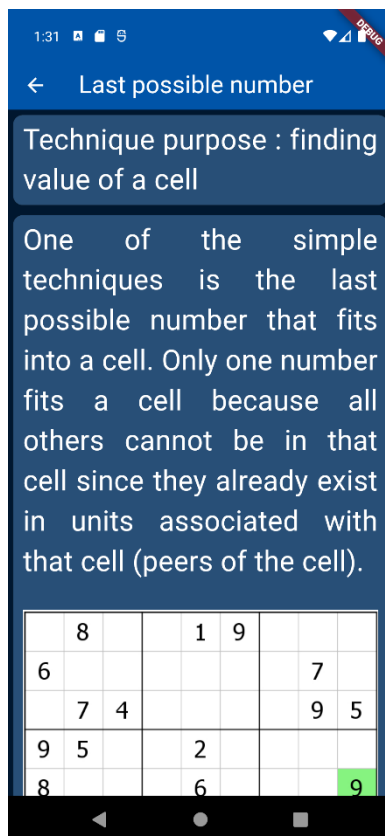 1:31
DEBUG
Last possible number
Technique purpose : finding
value of a cell
One of the simple
techniques is the last
possible number that fits
into a cell. Only one number
fits a cell because all
others cannot be in that
cell since they already exist
in units associated with
that cell (peers of the cell).
8 1 9
6 7
7 4 9 5
9 5 2
8 6 9